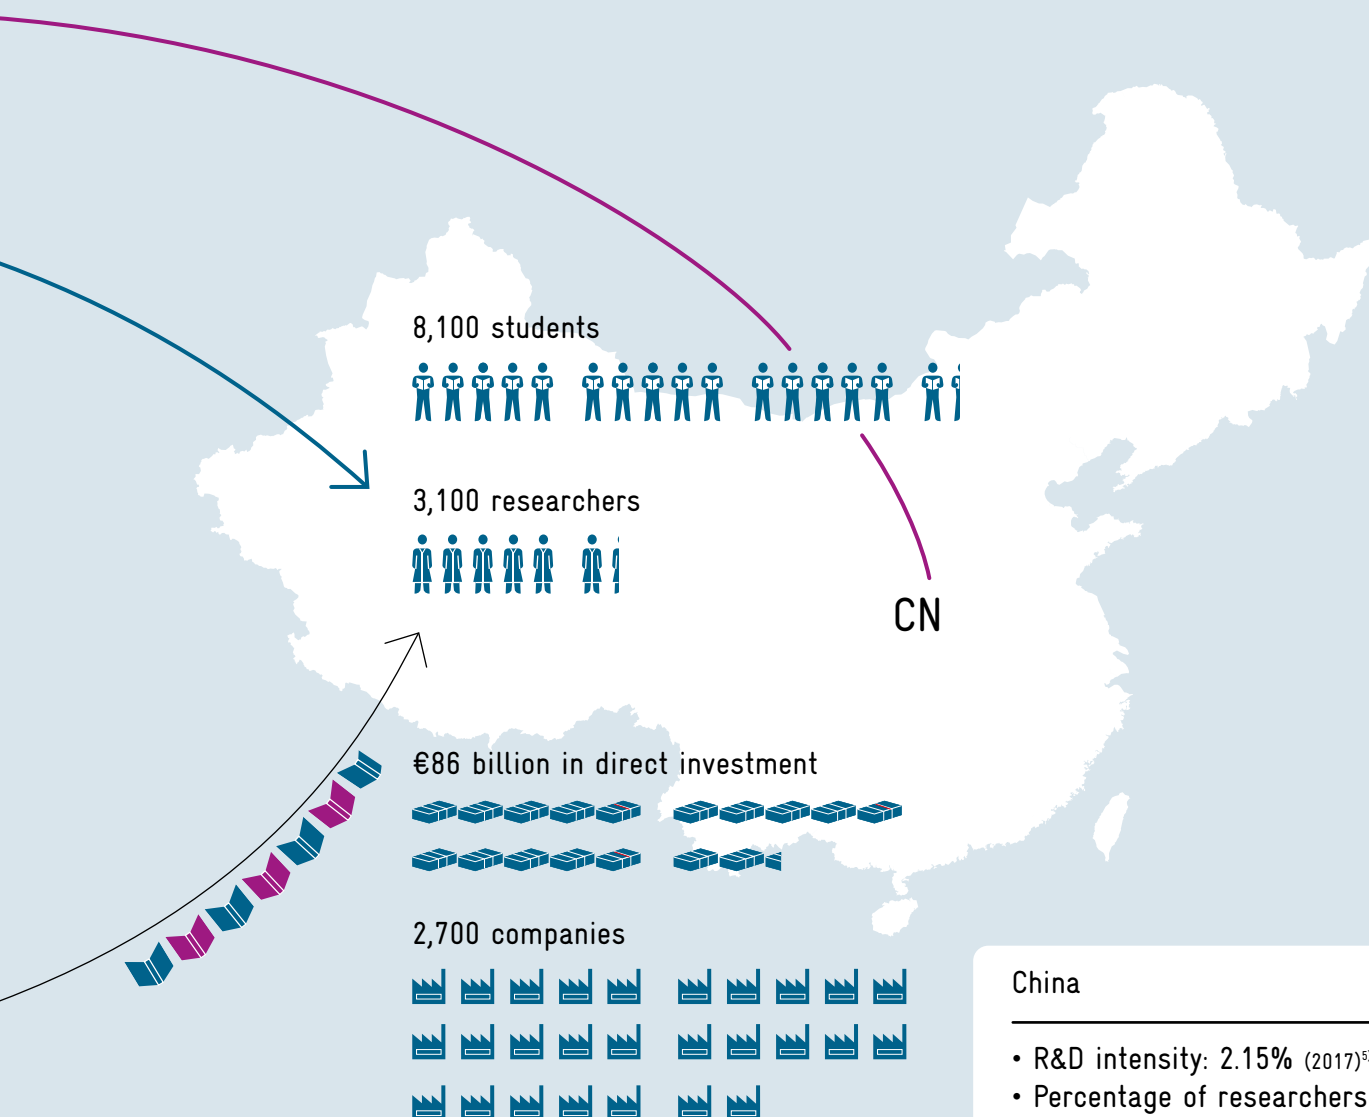 8,100 students
3,100 researchers
CN
€86 billion in direct investment
2,700 companies
China
• R&D intensity: 2.15% (2017)⁵⁾
• Percentage of researchers